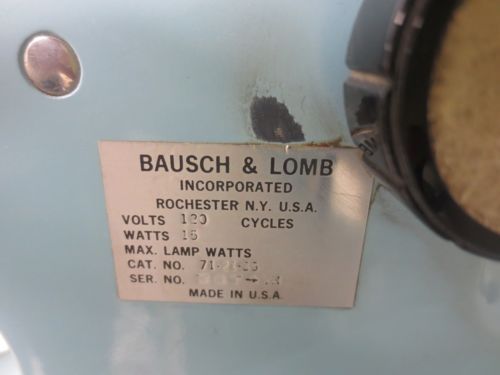 BAUSCH & LOMB
INCORPORATED
ROCHESTER N.Y. U.S.A.
VOLTS 120 CYCLES
WATTS 15
MAX. LAMP WATTS
CAT. NO.
SER. NO.
MADE IN U.S.A.